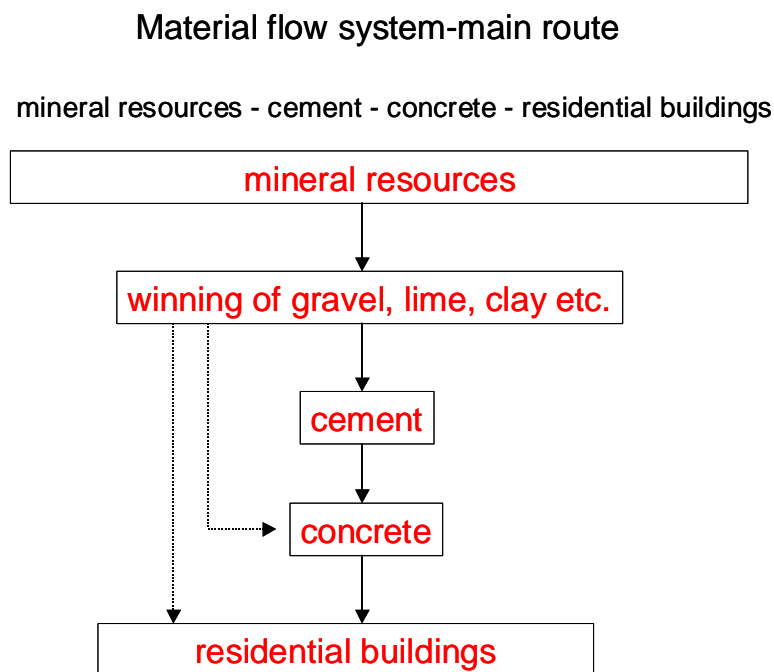 Material flow system-main route
mineral resources - cement - concrete - residential buildings
mineral resources
winning of gravel, lime, clay etc.
cement
concrete
residential buildings